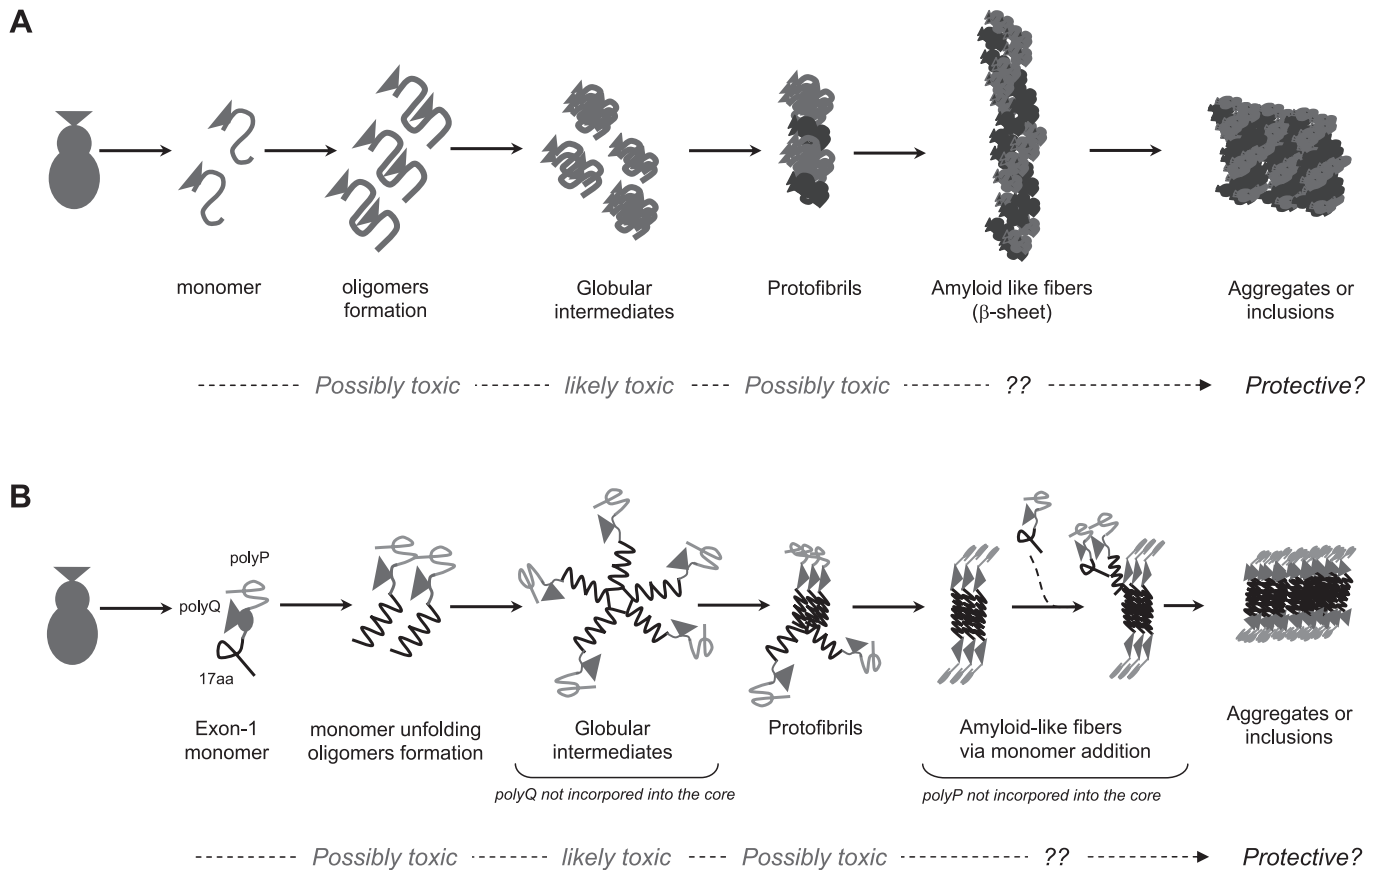 A
monomer
oligomers
formation
Globular
intermediates
Protofibrils
Amyloid like fibers
(β-sheet)
Aggregates or
inclusions
Possibly toxic
likely toxic
Possibly toxic
??
Protective?
B
polyP
polyQ
17aa
Exon-1
monomer
monomer unfolding
oligomers formation
Globular
intermediates
polyQ not incorpored into the core
Protofibrils
Amyloid-like fibers
via monomer addition
polyP not incorpored into the core
Aggregates or
inclusions
Possibly toxic
likely toxic
Possibly toxic
??
Protective?